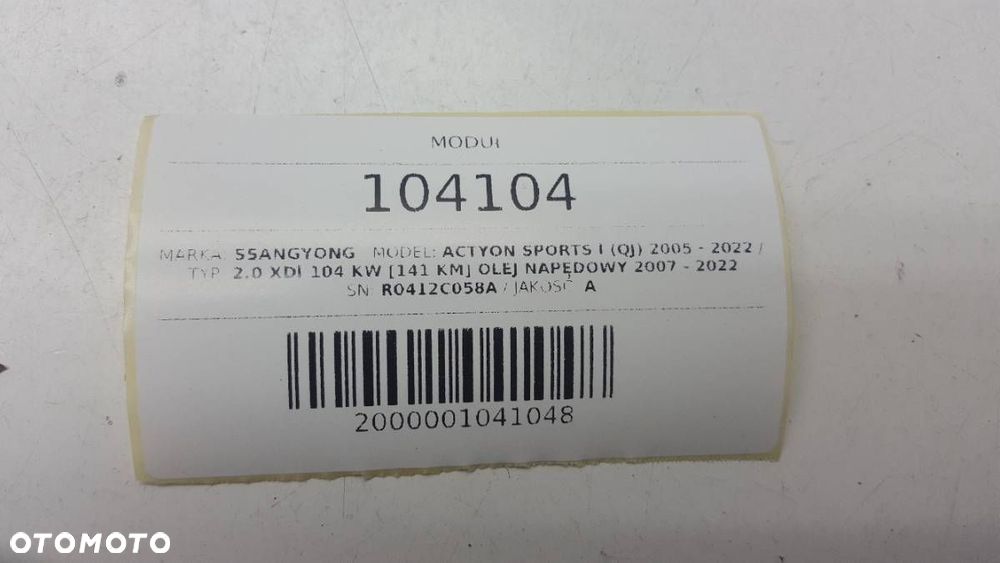 MODUŁ
104104
MARKA: SSANGYONG MODEL: ACTYON SPORTS I (QJ) 2005 - 2022 /
TYP: 2.0 XDI 104 KW [141 KM] OLEJ NAPĘDOWY 2007 - 2022
SN: R0412C058A / JAKOŚĆ: A
2000001041048
OTOMOTO